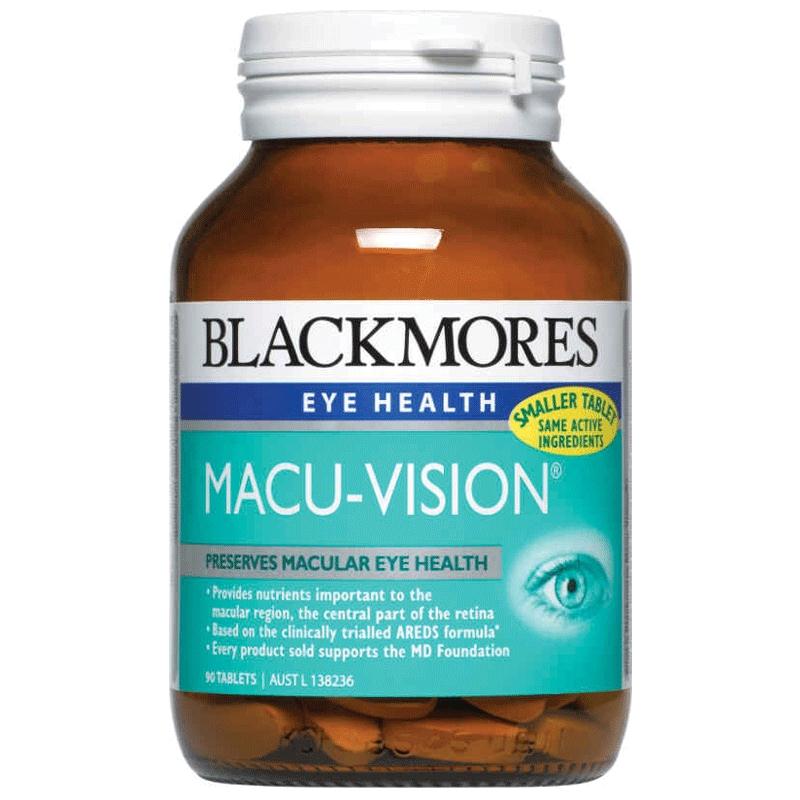 BLACKMORES
EYE HEALTH
SMALLER TABLET
SAME ACTIVE
INGREDIENTS
MACU-VISION®
PRESERVES MACULAR EYE HEALTH
• Provides nutrients important to the
macular region, the central part of the retina
• Based on the clinically trialled AREDS formula*
• Every product sold supports the MD Foundation
90 TABLETS | AUST L 138236